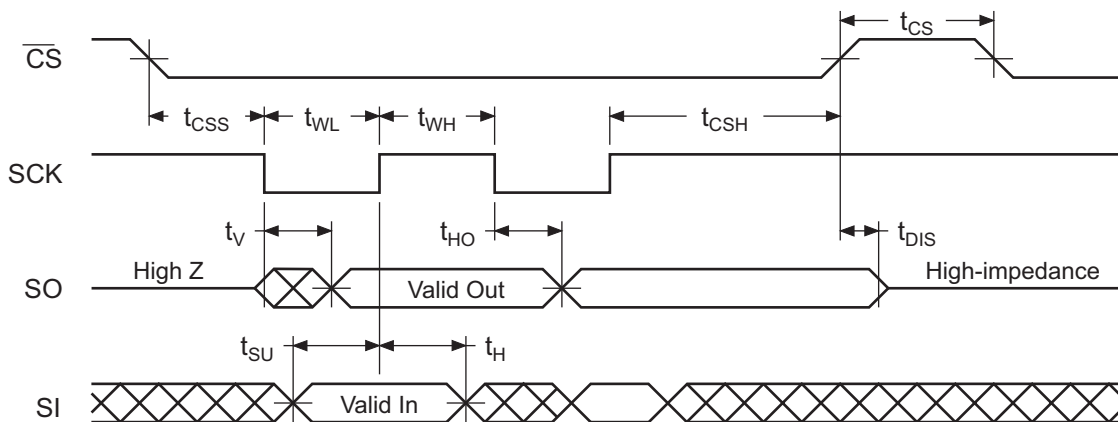 t_CS
C̅S̅
t_CSS t_WL t_WH t_CSH
SCK
t_V t_HO t_DIS
SO High Z Valid Out High-impedance
t_SU t_H
SI Valid In